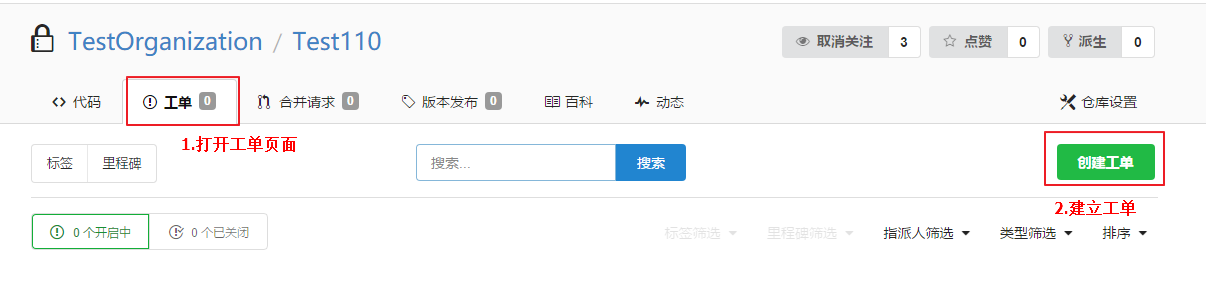 TestOrganization / Test110
取消关注 3 点赞 0 派生 0
代码 工单 0 合并请求 0 版本发布 0 百科 动态 仓库设置
1.打开工单页面
标签 里程碑 搜索... 搜索 创建工单
2.建立工单
0 个开启中 0 个已关闭 标签筛选 里程碑筛选 指派人筛选 类型筛选 排序